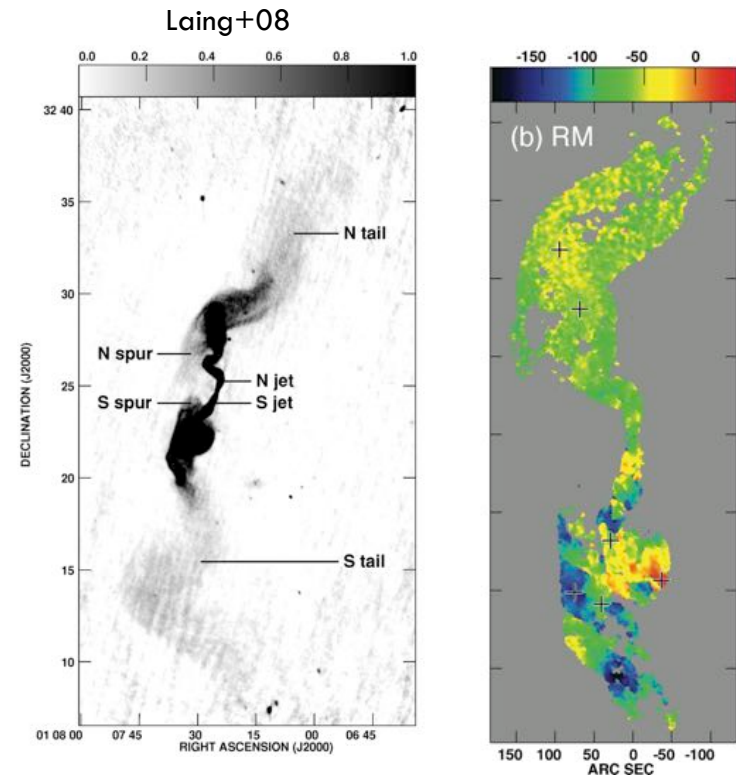 Laing+08
0.0 0.2 0.4 0.6 0.8 1.0
32 40
35
30
25
20
15
10
DECLINATION (J2000)
N tail
N spur
N jet
S spur
S jet
S tail
01 08 00 07 45 30 15 00 06 45
RIGHT ASCENSION (J2000)
-150 -100 -50 0
(b) RM
150 100 50 0 -50 -100
ARC SEC